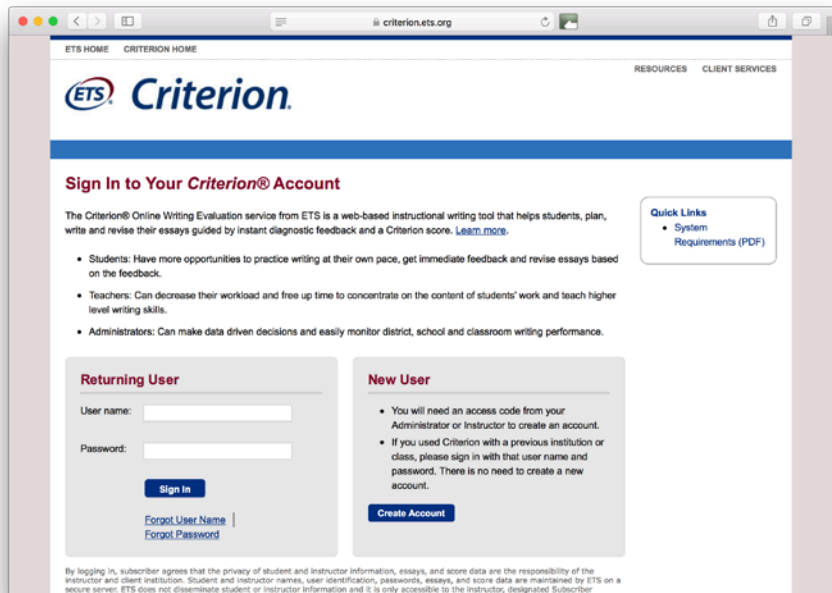 criterion.ets.org
ETS HOME CRITERION HOME
RESOURCES CLIENT SERVICES
ETS® Criterion®
Sign In to Your Criterion® Account
The Criterion® Online Writing Evaluation service from ETS is a web-based instructional writing tool that helps students, plan,
write and revise their essays guided by instant diagnostic feedback and a Criterion score. Learn more.
• Students: Have more opportunities to practice writing at their own pace, get immediate feedback and revise essays based
on the feedback.
• Teachers: Can decrease their workload and free up time to concentrate on the content of students' work and teach higher
level writing skills.
• Administrators: Can make data driven decisions and easily monitor district, school and classroom writing performance.
Quick Links
• System
Requirements (PDF)
Returning User
User name:
Password:
Sign In
Forgot User Name |
Forgot Password
New User
• You will need an access code from your
Administrator or Instructor to create an account.
• If you used Criterion with a previous institution or
class, please sign in with that user name and
password. There is no need to create a new
account.
Create Account
By logging in, subscriber agrees that the privacy of student and instructor information, essays, and score data are the responsibility of the
instructor and client institution. Student and instructor names, user identification, passwords, essays, and score data are maintained by ETS on a
secure server. ETS does not disseminate student or instructor information and it is only accessible to the instructor, designated Subscriber